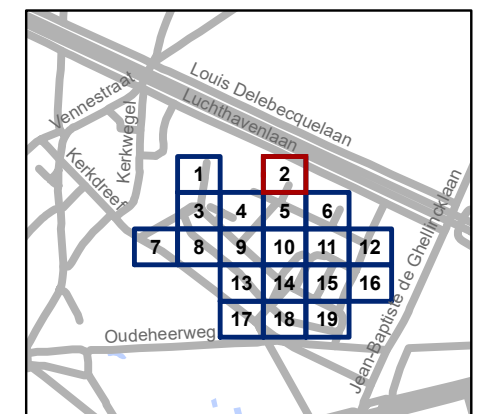 Louis Delebecquelaan
Luchthavenlaan
Vennestraat
Kerkwegel
Kerkdreef
1 2
3 4 5 6
7 8 9 10 11 12
13 14 15 16
17 18 19
Oudeheerweg
Jean-Baptiste de Ghellincklaan